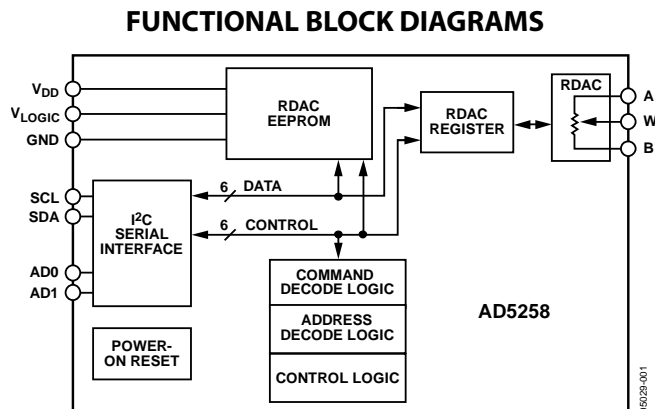 FUNCTIONAL BLOCK DIAGRAMS
VDD
VLOGIC
GND
SCL
SDA
AD0
AD1
RDAC
EEPROM
RDAC
REGISTER
RDAC
A
W
B
6
DATA
6
CONTROL
I2C
SERIAL
INTERFACE
COMMAND
DECODE LOGIC
ADDRESS
DECODE LOGIC
CONTROL LOGIC
POWER-
ON RESET
AD5258
05029-001